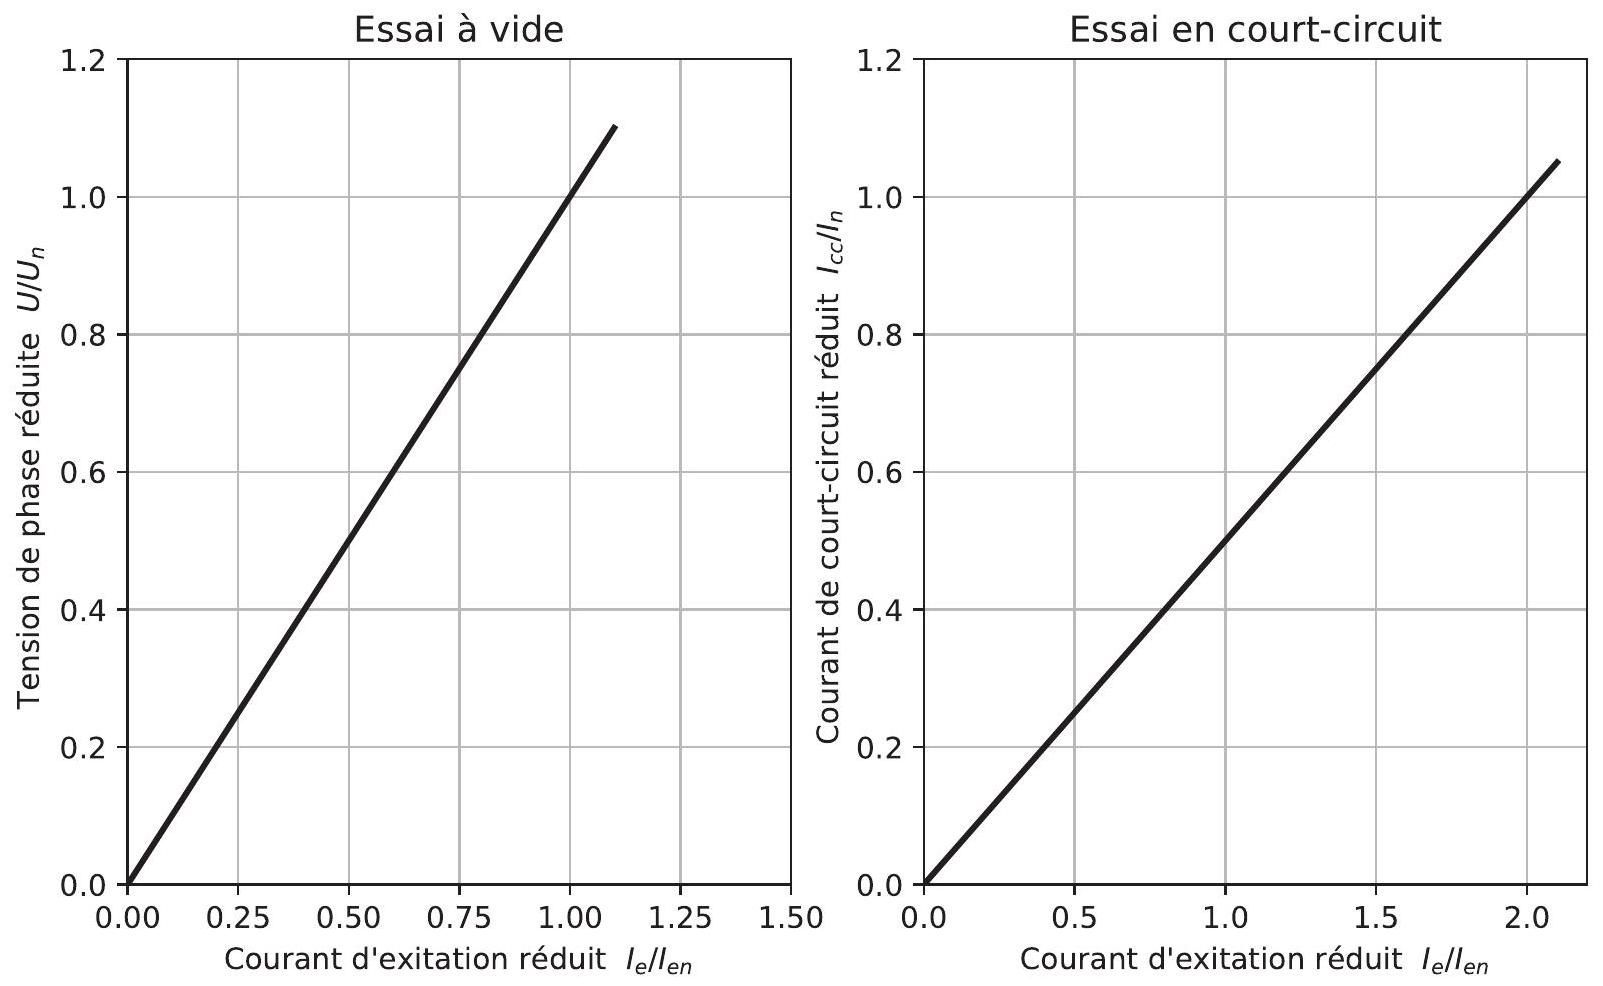 Essai à vide
1.2
1.0
0.8
0.6
0.4
0.2
0.0
Tension de phase réduite U/Uₙ
0.00 0.25 0.50 0.75 1.00 1.25 1.50
Courant d'exitation réduit Iₑ/Iₑₙ
Essai en court-circuit
1.2
1.0
0.8
0.6
0.4
0.2
0.0
Courant de court-circuit réduit I_cc/Iₙ
0.0 0.5 1.0 1.5 2.0
Courant d'exitation réduit Iₑ/Iₑₙ